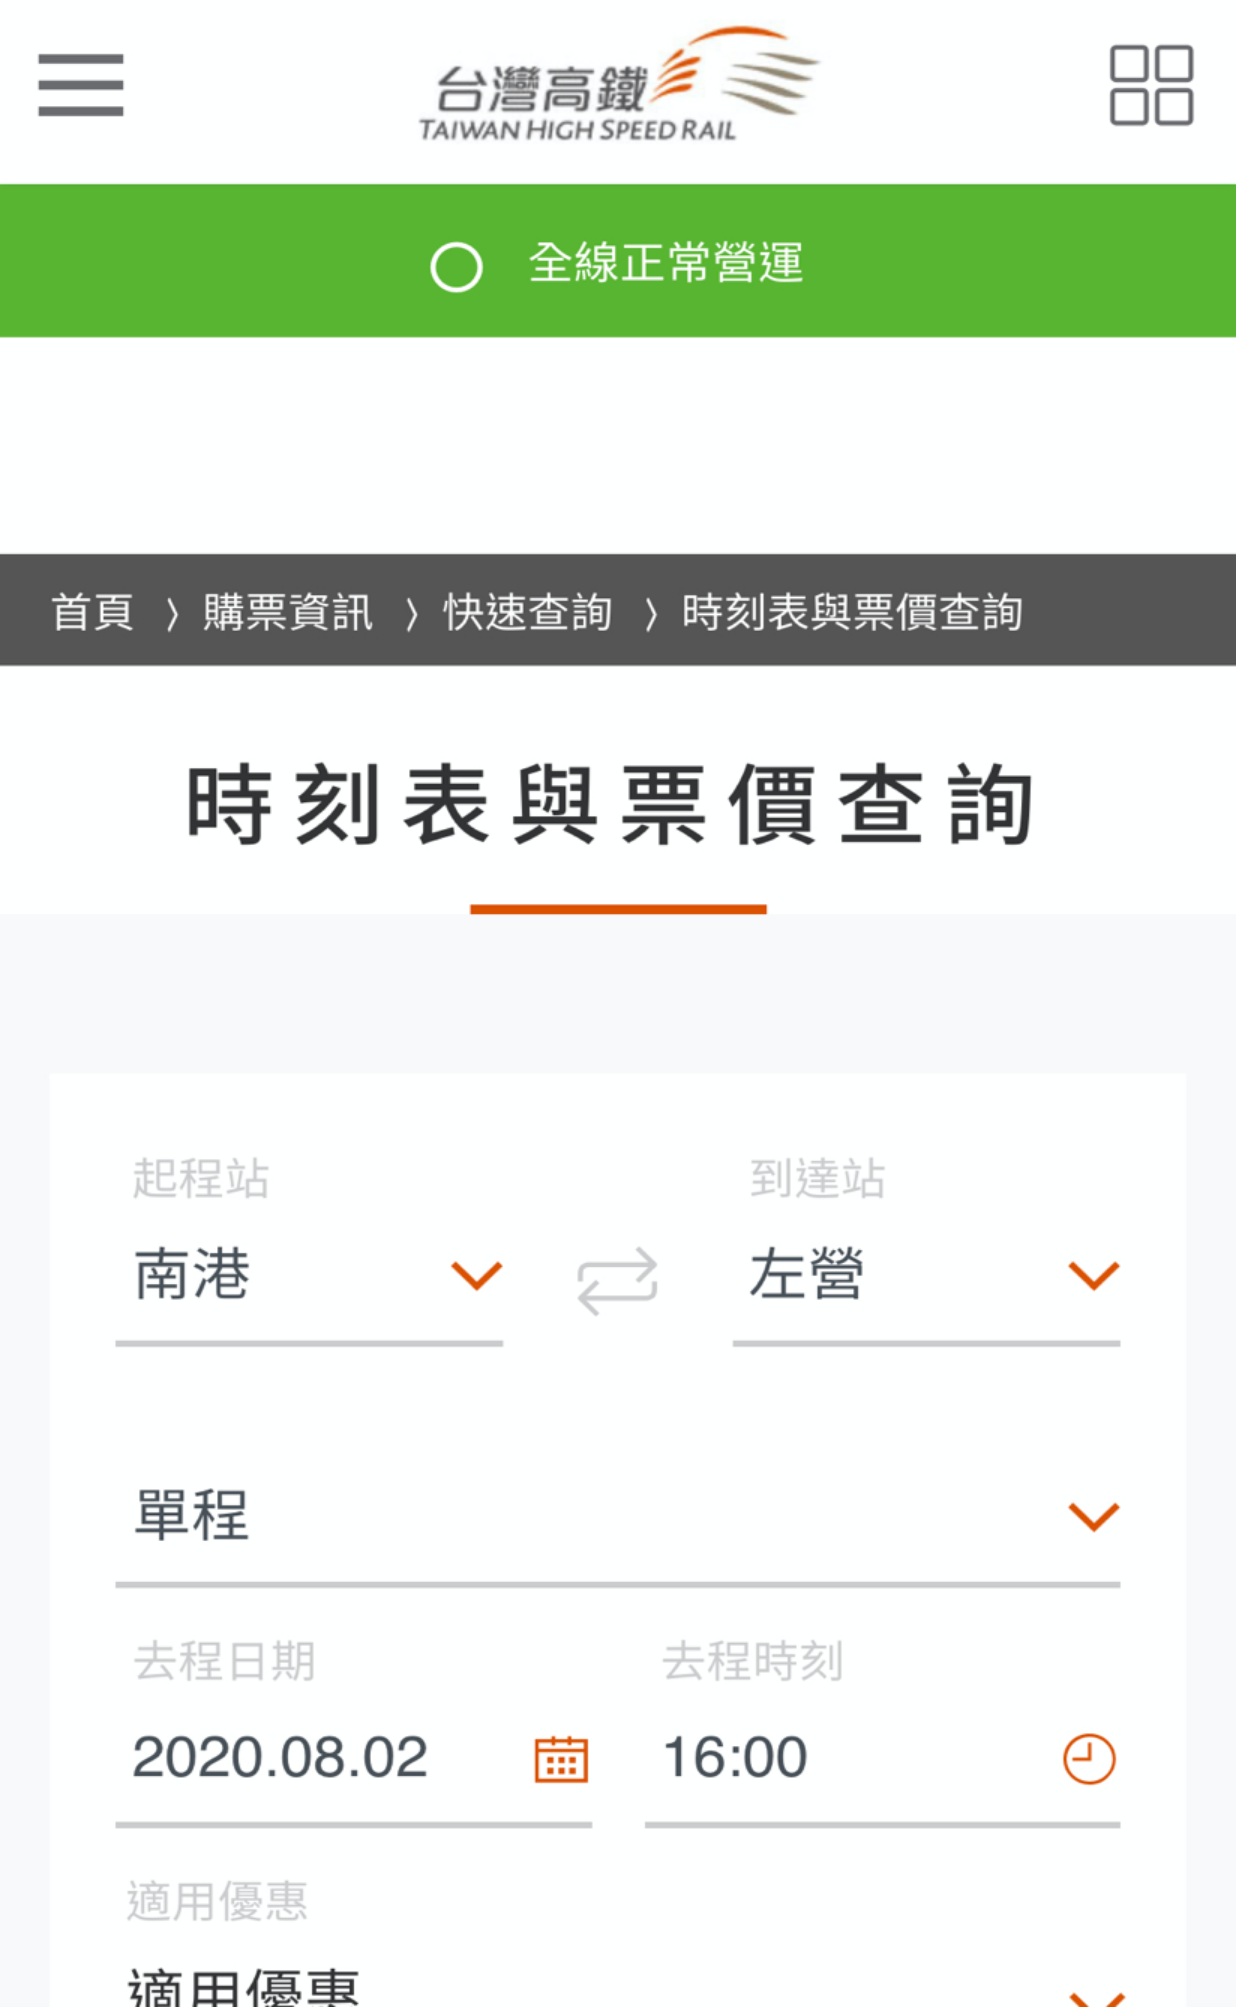 台灣高鐵
TAIWAN HIGH SPEED RAIL
全線正常營運
首頁 〉購票資訊 〉快速查詢 〉時刻表與票價查詢
時刻表與票價查詢
起程站 到達站
南港 左營
單程
去程日期 去程時刻
2020.08.02 16:00
適用優惠
適用優惠